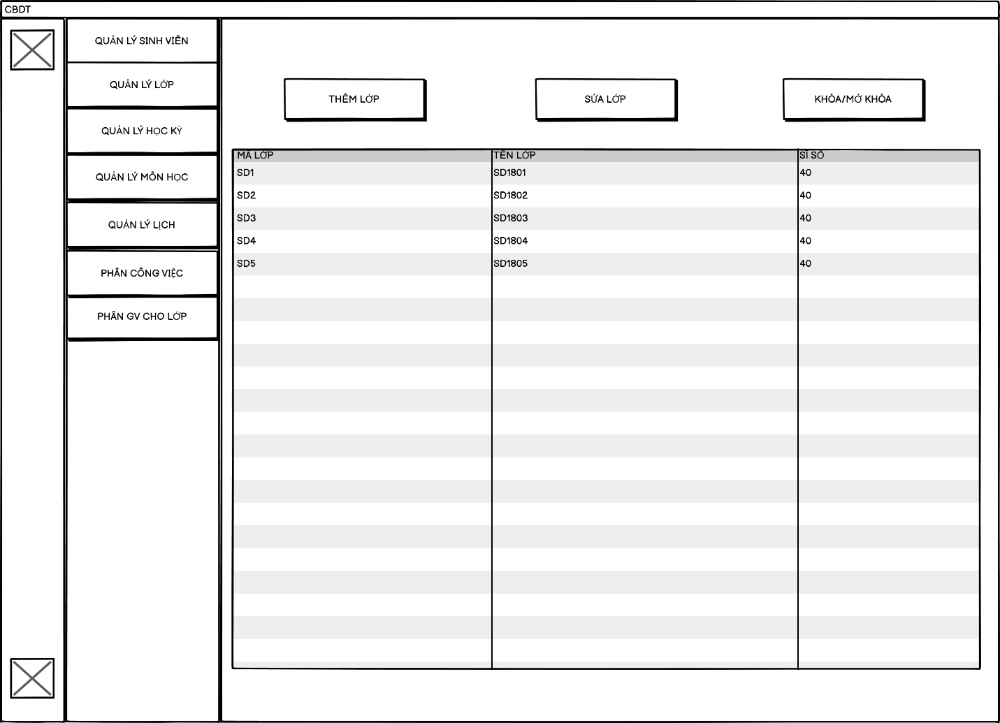 CBDT
QUẢN LÝ SINH VIÊN
QUẢN LÝ LỚP
QUẢN LÝ HỌC KỲ
QUẢN LÝ MÔN HỌC
QUẢN LÝ LỊCH
PHÂN CÔNG VIỆC
PHÂN GV CHO LỚP
THÊM LỚP SỬA LỚP KHÓA/MỞ KHÓA
MÃ LỚP TÊN LỚP SĨ SỐ
SD1 SD1801 40
SD2 SD1802 40
SD3 SD1803 40
SD4 SD1804 40
SD5 SD1805 40